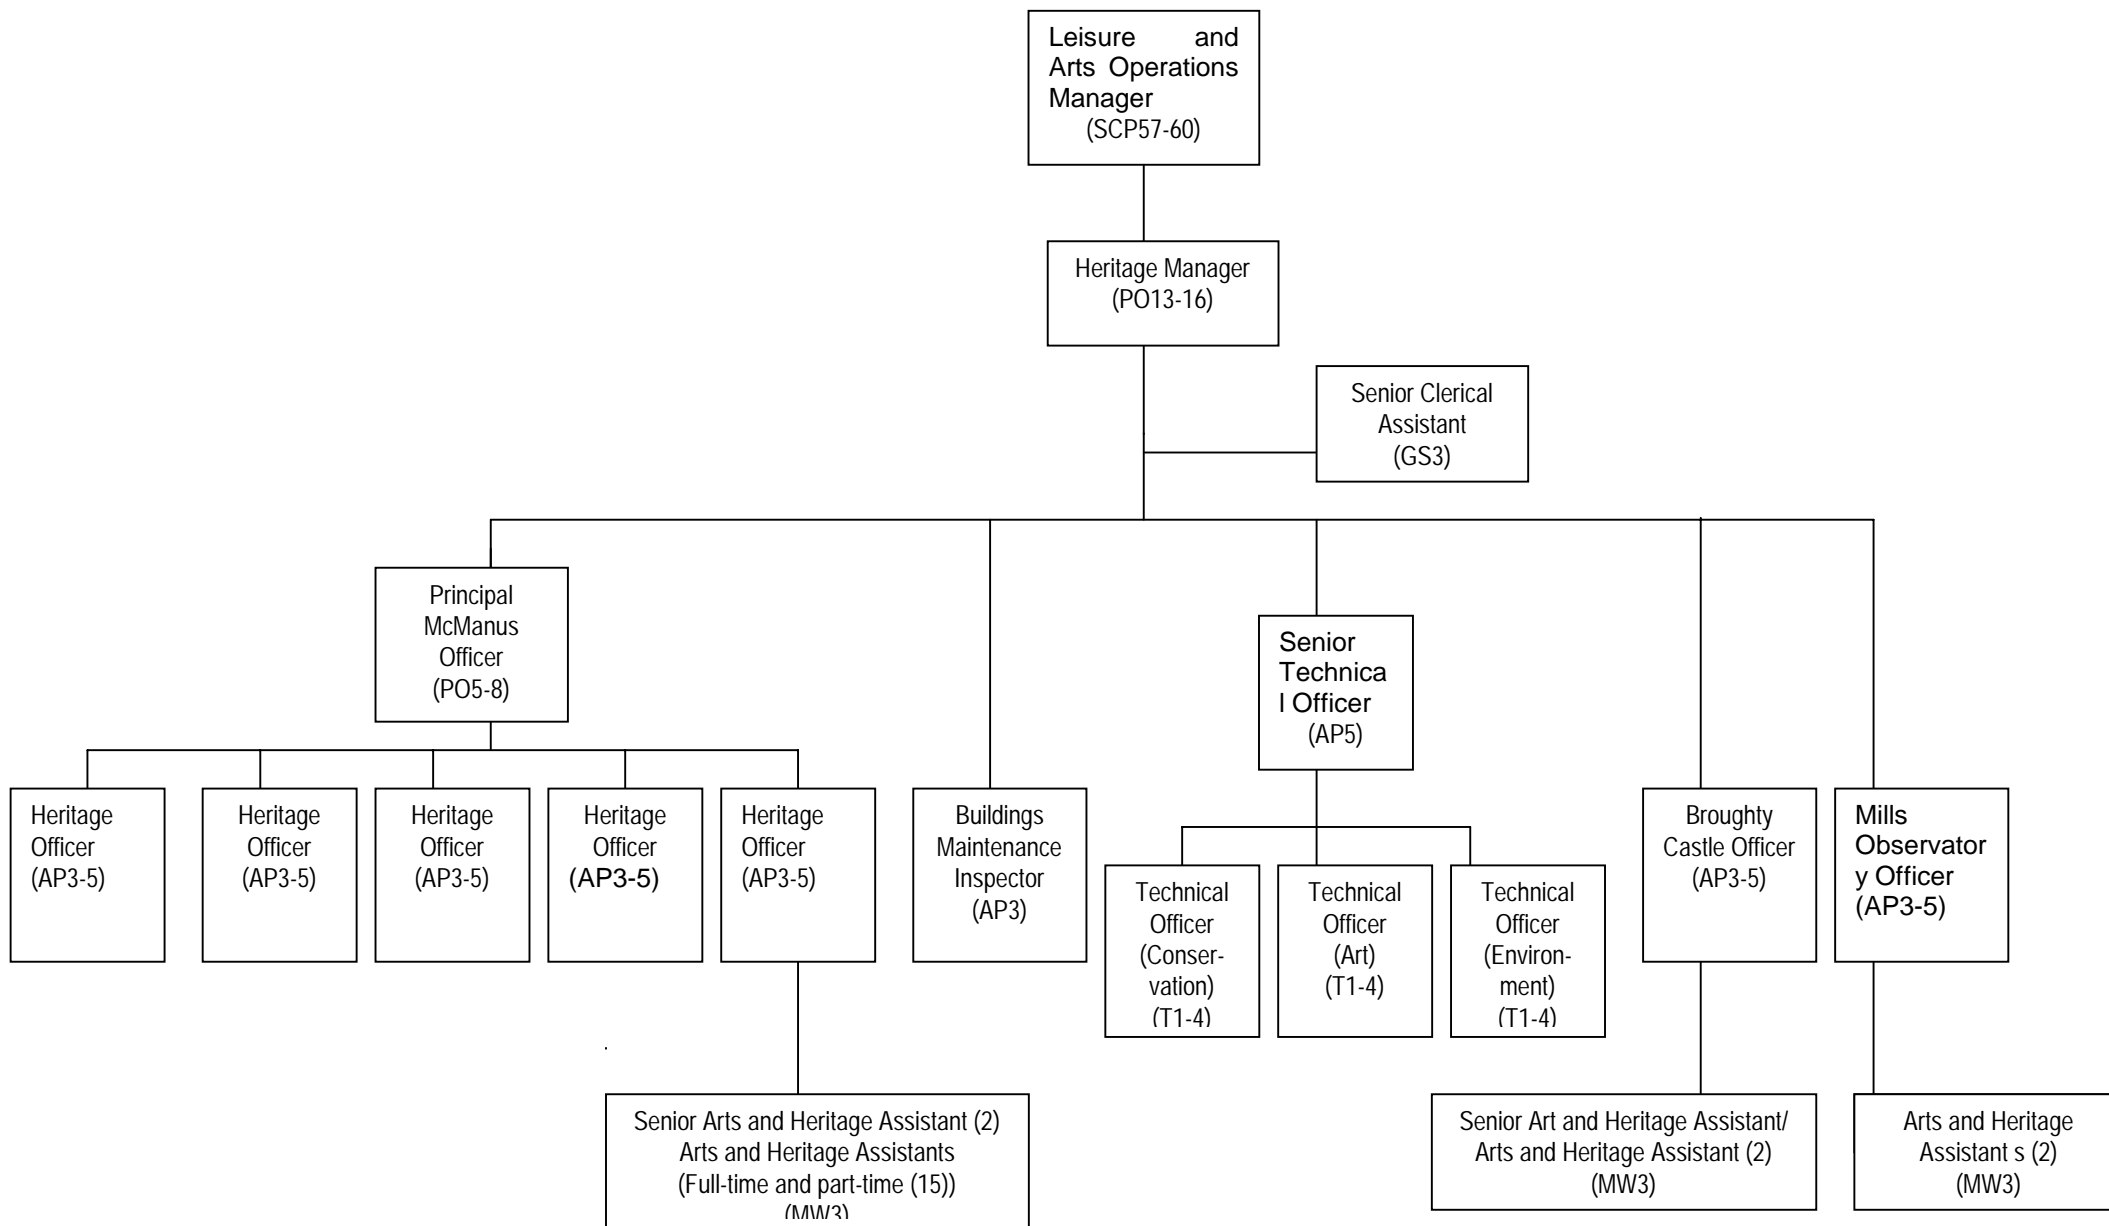 Leisure and
Arts Operations
Manager
(SCP57-60)
Heritage Manager
(PO13-16)
Senior Clerical
Assistant
(GS3)
Principal
McManus
Officer
(PO5-8)
Senior
Technica
l Officer
(AP5)
Heritage
Officer
(AP3-5)
Heritage
Officer
(AP3-5)
Heritage
Officer
(AP3-5)
Heritage
Officer
(AP3-5)
Heritage
Officer
(AP3-5)
Buildings
Maintenance
Inspector
(AP3)
Technical
Officer
(Conser-
vation)
(T1-4)
Technical
Officer
(Art)
(T1-4)
Technical
Officer
(Environ-
ment)
(T1-4)
Broughty
Castle Officer
(AP3-5)
Mills
Observator
y Officer
(AP3-5)
Senior Arts and Heritage Assistant (2)
Arts and Heritage Assistants
(Full-time and part-time (15))
(MW3)
Senior Art and Heritage Assistant/
Arts and Heritage Assistant (2)
(MW3)
Arts and Heritage
Assistant s (2)
(MW3)